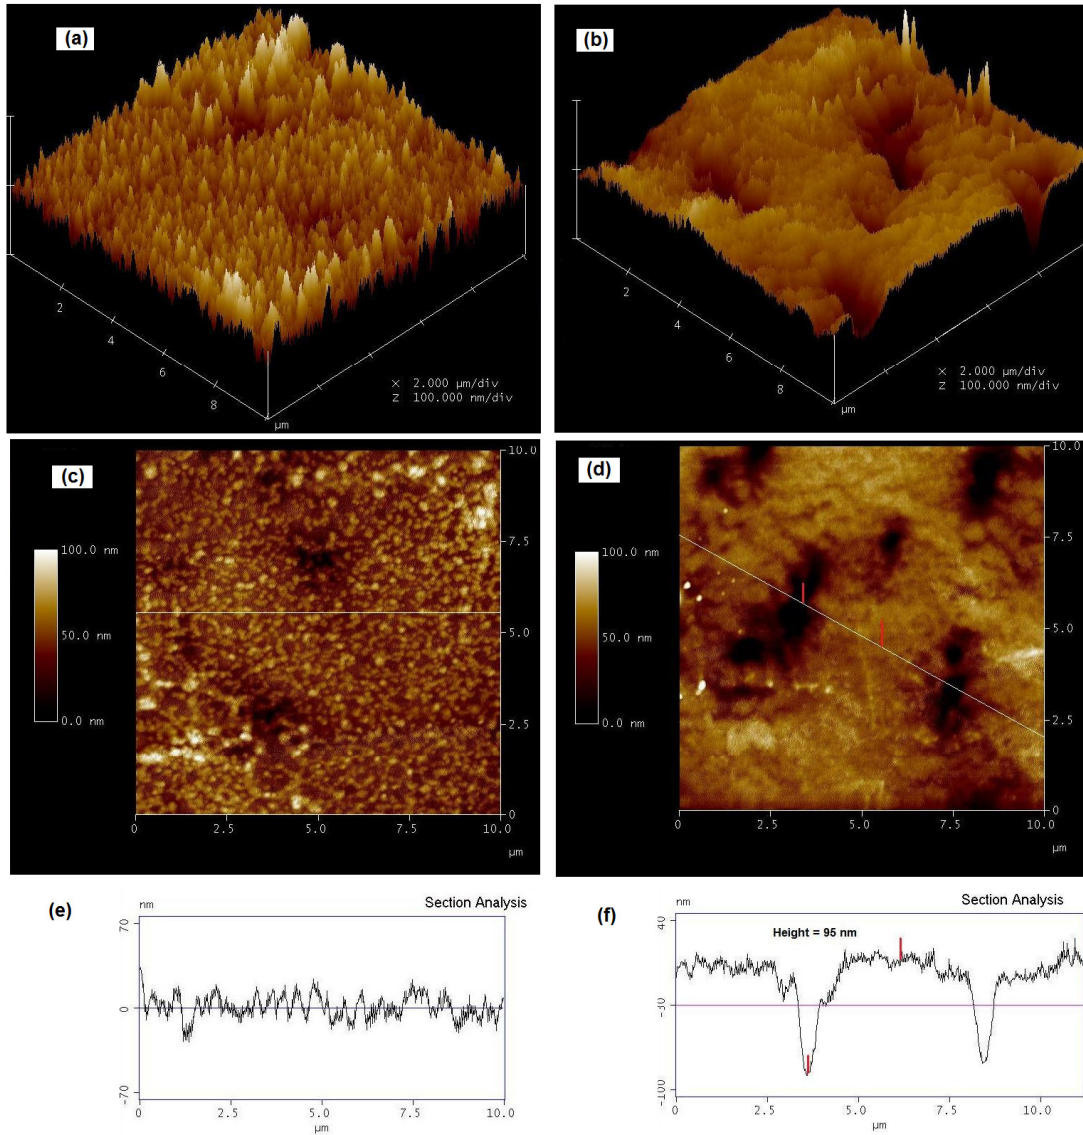 (a)
2
4
6
8
µm
X 2.000 µm/div
Z 100.000 nm/div
(b)
2
4
6
8
µm
X 2.000 µm/div
Z 100.000 nm/div
(c)
100.0 nm
50.0 nm
0.0 nm
10.0
7.5
5.0
2.5
0
0 2.5 5.0 7.5 10.0
µm
(d)
100.0 nm
50.0 nm
0.0 nm
10.0
7.5
5.0
2.5
0
0 2.5 5.0 7.5 10.0
µm
(e)
nm
Section Analysis
70
0
-70
0 2.5 5.0 7.5 10.0
µm
(f)
nm
Section Analysis
Height = 95 nm
40
-30
-100
0 2.5 5.0 7.5 10.0
µm